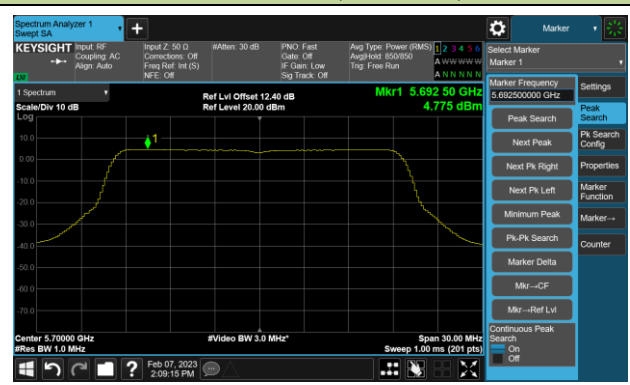 Spectrum Analyzer 1
Swept SA
Marker
KEYSIGHT
Input: RF
Coupling: AC
Align: Auto
Input Z: 50 Ω
Corrections: Off
Freq Ref: Int (S)
NFE: Off
#Atten: 30 dB
PNO: Fast
Gate: Off
IF Gain: Low
Sig Track: Off
Avg Type: Power (RMS)
Avg|Hold: 850/850
Trig: Free Run
1 2 3 4 5 6
A W W W W W
A N N N N N
LXI
Select Marker
Marker 1
1 Spectrum
Scale/Div 10 dB
Log
Ref Lvl Offset 12.40 dB
Ref Level 20.00 dBm
Mkr1 5.692 50 GHz
4.775 dBm
1
10.0
0.00
-10.0
-20.0
-30.0
-40.0
-50.0
-60.0
-70.0
Center 5.70000 GHz
#Res BW 1.0 MHz
#Video BW 3.0 MHz*
Span 30.00 MHz
Sweep 1.00 ms (201 pts)
Marker Frequency
5.692500000 GHz
Peak Search
Next Peak
Next Pk Right
Next Pk Left
Minimum Peak
Pk-Pk Search
Marker Delta
Mkr→CF
Mkr→Ref Lvl
Continuous Peak
Search
On
Off
Settings
Peak
Search
Pk Search
Config
Properties
Marker
Function
Marker→
Counter
?
Feb 07, 2023
2:09:15 PM